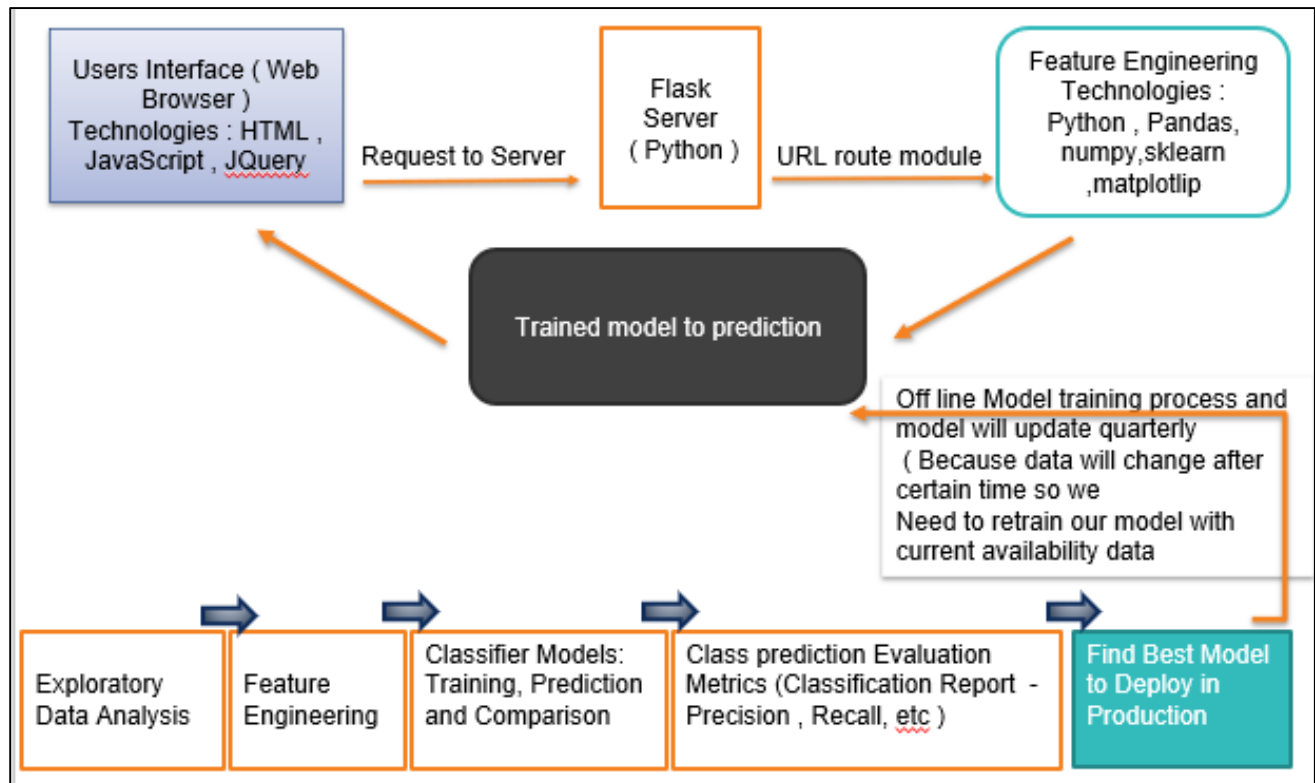 Users Interface ( Web
Browser )
Technologies : HTML ,
JavaScript , JQuery
Request to Server
Flask
Server
( Python )
URL route module
Feature Engineering
Technologies :
Python , Pandas,
numpy,sklearn
,matplotlip
Trained model to prediction
Off line Model training process and
model will update quarterly
( Because data will change after
certain time so we
Need to retrain our model with
current availability data
Exploratory
Data Analysis
Feature
Engineering
Classifier Models:
Training, Prediction
and Comparison
Class prediction Evaluation
Metrics (Classification Report -
Precision , Recall, etc )
Find Best Model
to Deploy in
Production